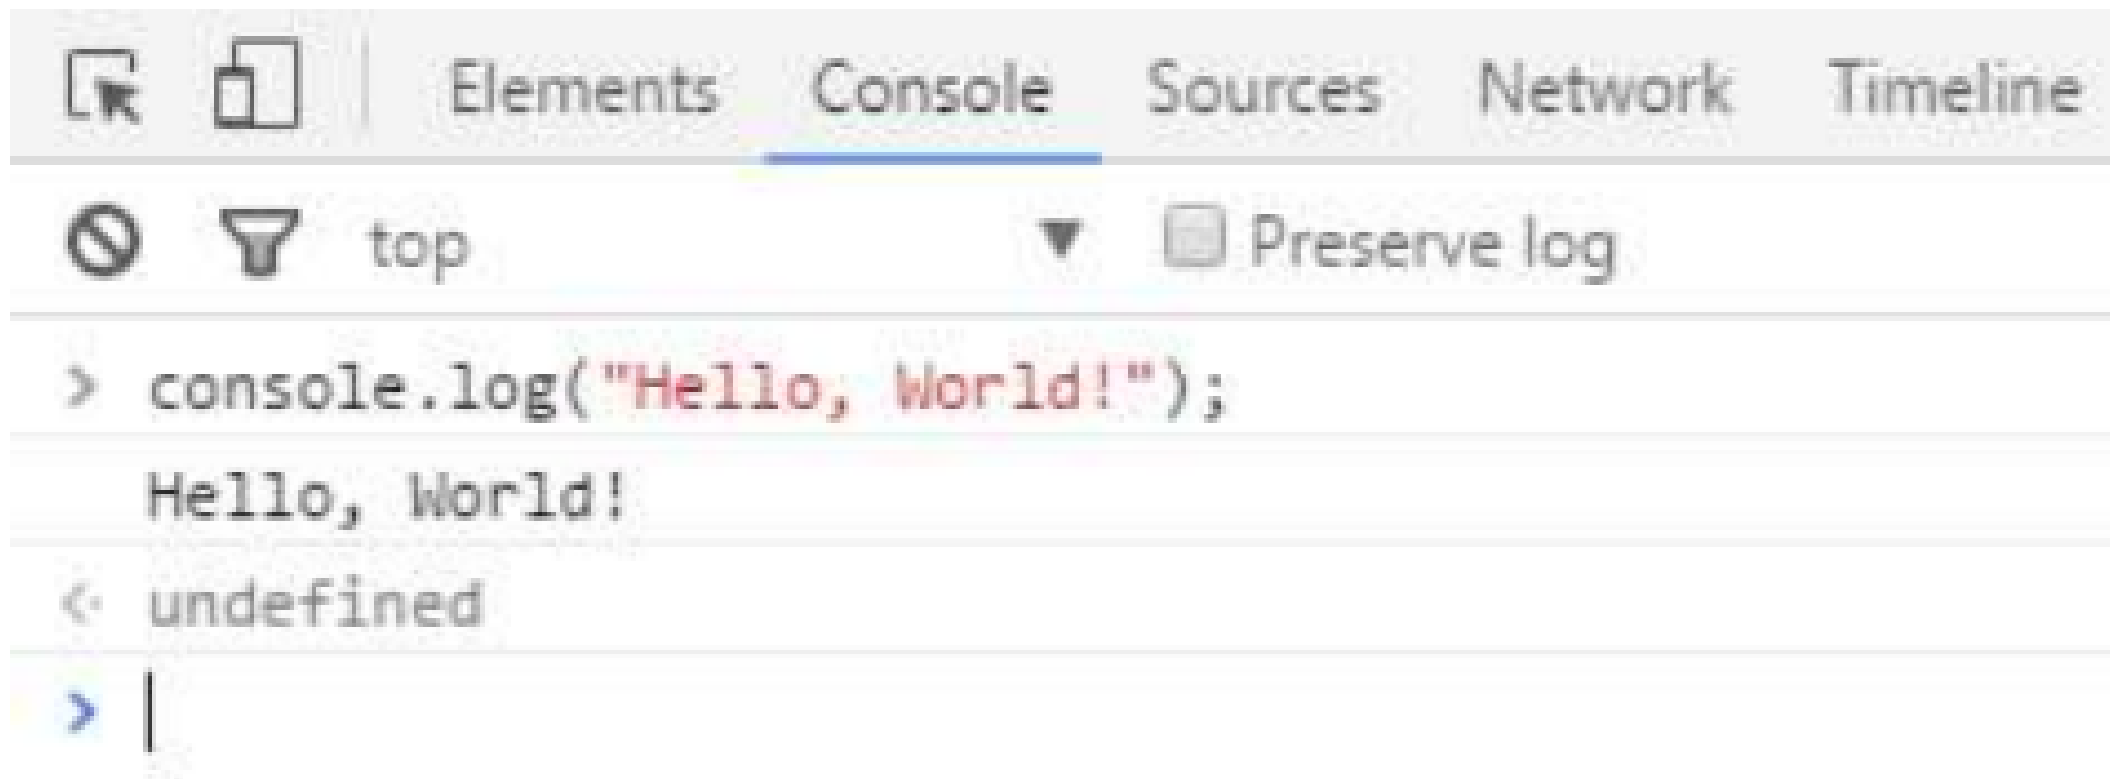 Elements Console Sources Network Timeline
top Preserve log
> console.log("Hello, World!");
Hello, World!
undefined
>